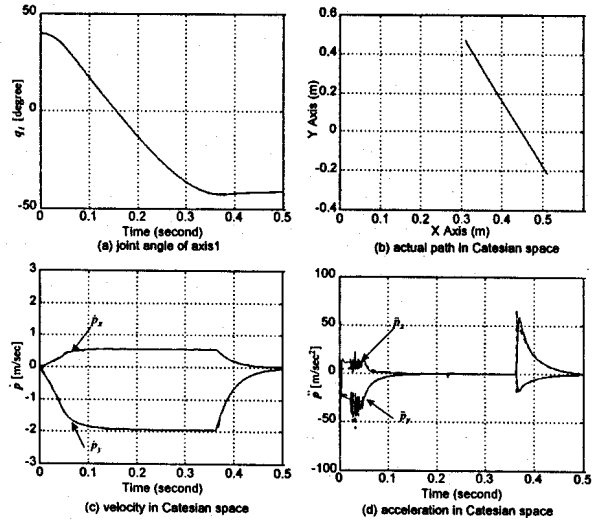 50
0
-50
0
0.1
0.2
0.3
0.4
0.5
q₁ [degree]
Time (second)
(a) joint angle of axis1
0.6
0.4
0.2
0
-0.2
-0.4
0
0.1
0.2
0.3
0.4
0.5
Y Axis (m)
X Axis (m)
(b) actual path in Catesian space
3
2
1
0
-1
-2
-3
0
0.1
0.2
0.3
0.4
0.5
ṗ [m/sec]
ṗx
ṗy
Time (second)
(c) velocity in Catesian space
100
50
0
-50
-100
0
0.1
0.2
0.3
0.4
0.5
p̈ [m/sec²]
p̈x
p̈y
Time (second)
(d) acceleration in Catesian space